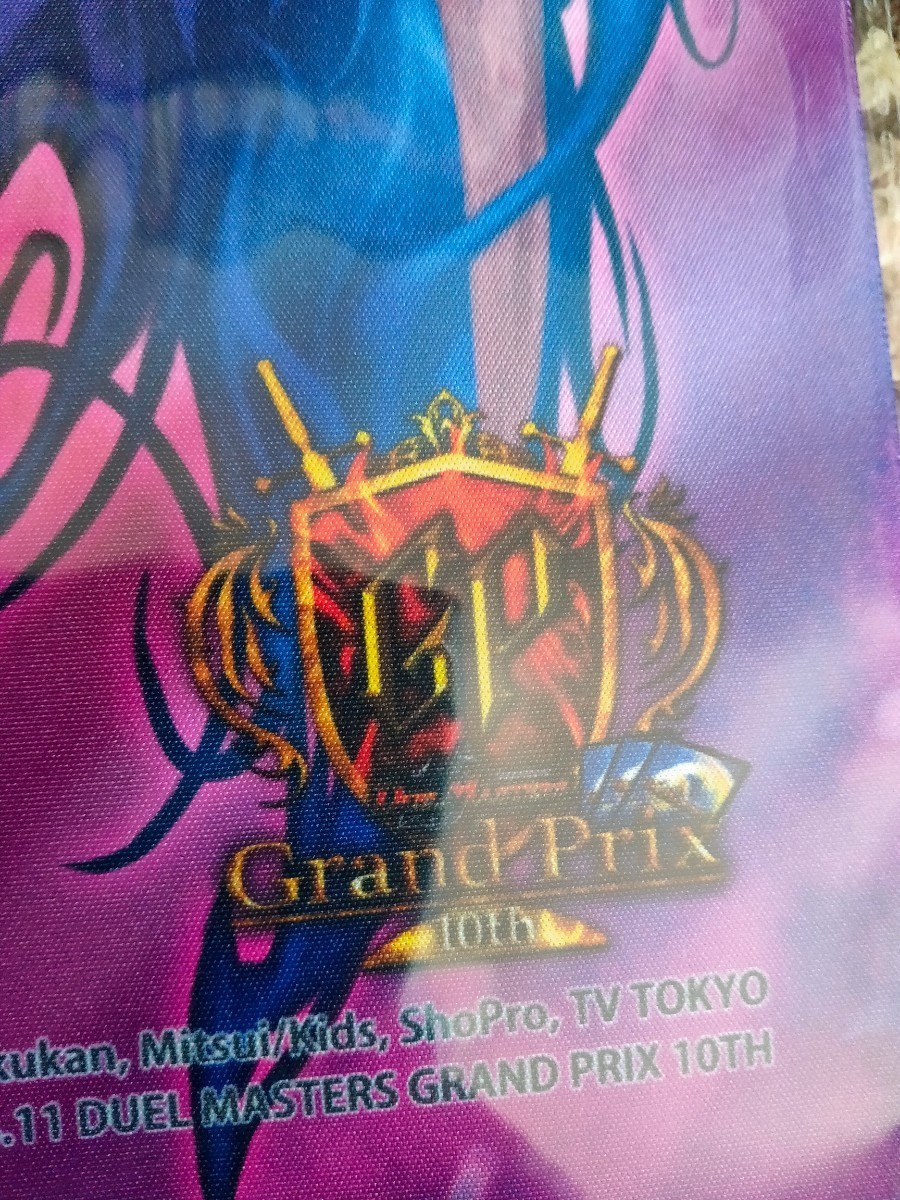 GP
Grand Prix
10th
kukan, Mitsui/Kids, ShoPro, TV TOKYO
.11 DUEL MASTERS GRAND PRIX 10TH